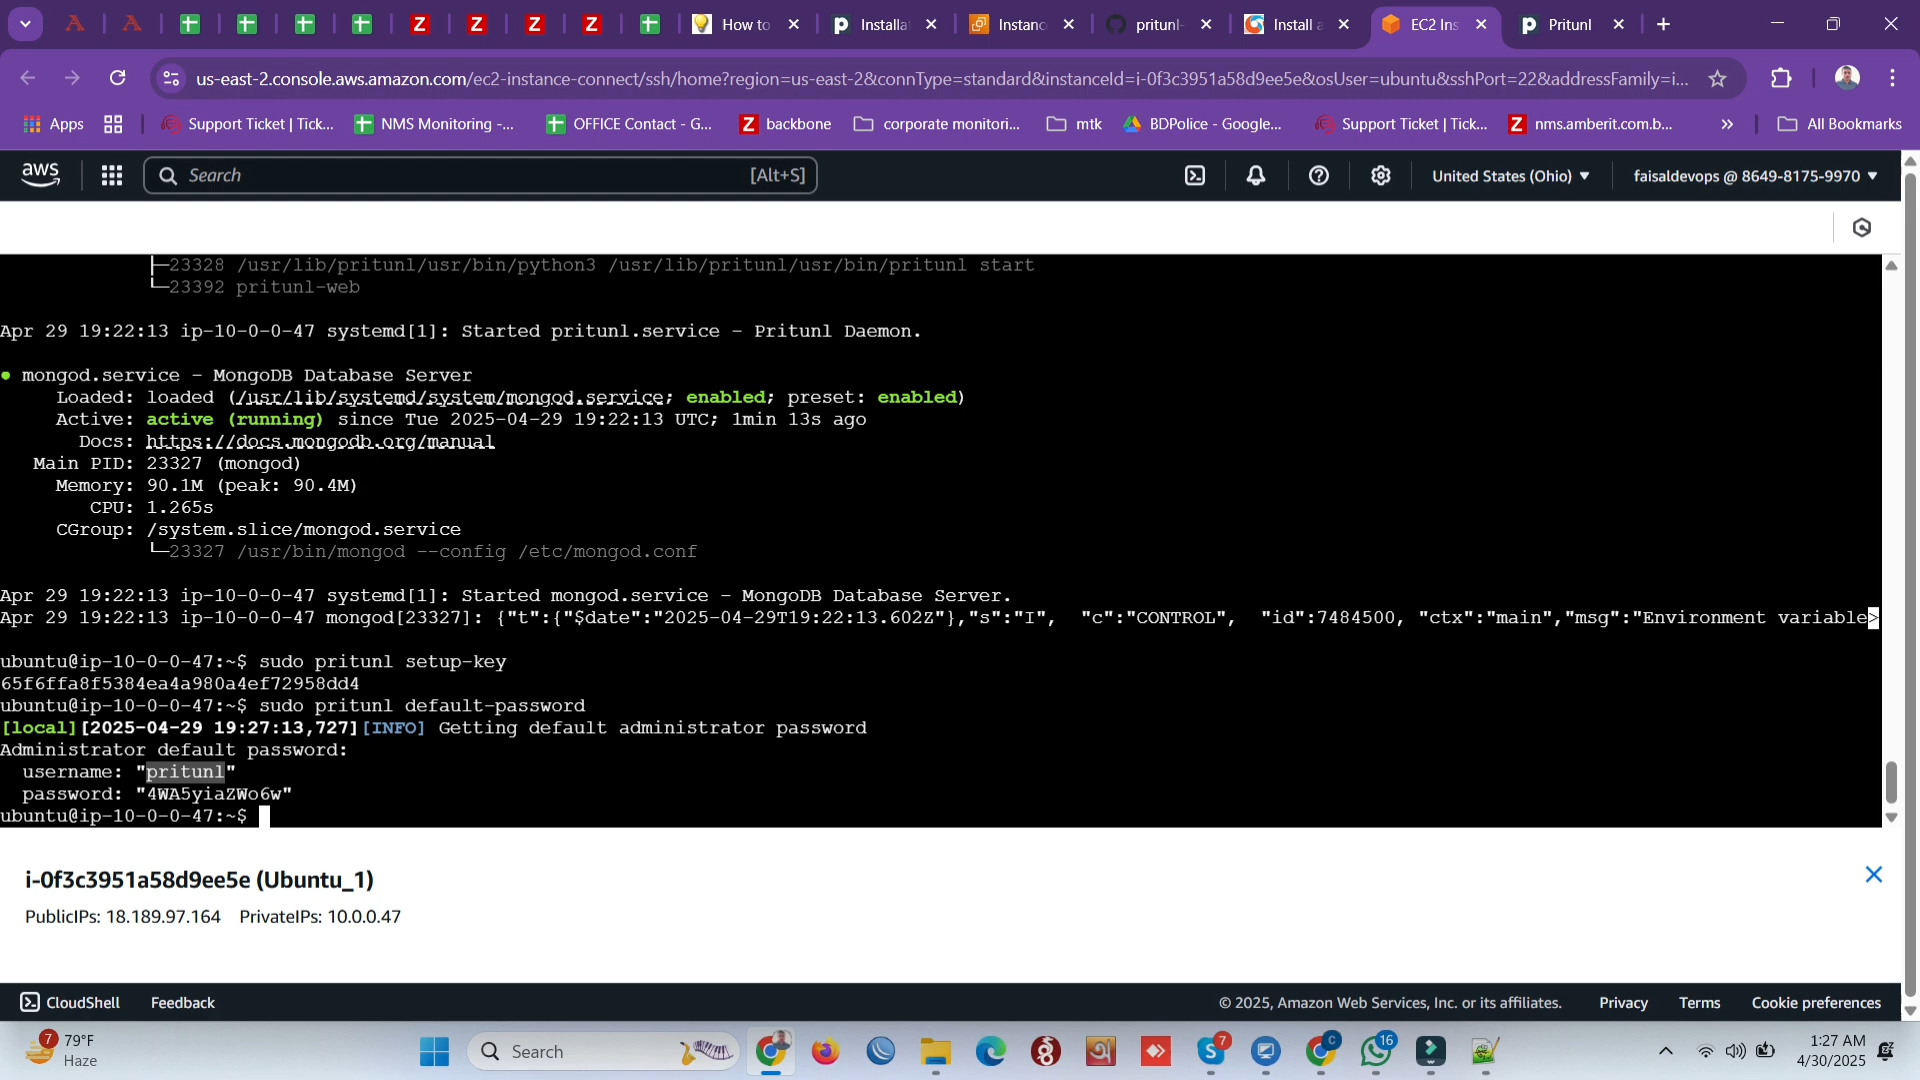 How to
Installa
Instanc
pritunl-
Install a
EC2 Ins
Pritunl
us-east-2.console.aws.amazon.com/ec2-instance-connect/ssh/home?region=us-east-2&connType=standard&instanceId=i-0f3c3951a58d9ee5e&osUser=ubuntu&sshPort=22&addressFamily=i...
Apps
Support Ticket | Tick...
NMS Monitoring -...
OFFICE Contact - G...
backbone
corporate monitori...
mtk
BDPolice - Google...
Support Ticket | Tick...
nms.amberit.com.b...
All Bookmarks
aws
Search
[Alt+S]
United States (Ohio)
faisaldevops @ 8649-8175-9970
├─23328 /usr/lib/pritunl/usr/bin/python3 /usr/lib/pritunl/usr/bin/pritunl start
└─23392 pritunl-web
Apr 29 19:22:13 ip-10-0-0-47 systemd[1]: Started pritunl.service - Pritunl Daemon.
● mongod.service - MongoDB Database Server
Loaded: loaded (/usr/lib/systemd/system/mongod.service; enabled; preset: enabled)
Active: active (running) since Tue 2025-04-29 19:22:13 UTC; 1min 13s ago
Docs: https://docs.mongodb.org/manual
Main PID: 23327 (mongod)
Memory: 90.1M (peak: 90.4M)
CPU: 1.265s
CGroup: /system.slice/mongod.service
└─23327 /usr/bin/mongod --config /etc/mongod.conf
Apr 29 19:22:13 ip-10-0-0-47 systemd[1]: Started mongod.service - MongoDB Database Server.
Apr 29 19:22:13 ip-10-0-0-47 mongod[23327]: {"t":{"$date":"2025-04-29T19:22:13.602Z"},"s":"I", "c":"CONTROL", "id":7484500, "ctx":"main","msg":"Environment variable>
ubuntu@ip-10-0-0-47:~$ sudo pritunl setup-key
65f6ffa8f5384ea4a980a4ef72958dd4
ubuntu@ip-10-0-0-47:~$ sudo pritunl default-password
[local][2025-04-29 19:27:13,727][INFO] Getting default administrator password
Administrator default password:
username: "pritunl"
password: "4WA5yiaZWo6w"
ubuntu@ip-10-0-0-47:~$
i-0f3c3951a58d9ee5e (Ubuntu_1)
PublicIPs: 18.189.97.164 PrivateIPs: 10.0.0.47
CloudShell
Feedback
© 2025, Amazon Web Services, Inc. or its affiliates.
Privacy
Terms
Cookie preferences
7
79°F
Haze
Search
7
C
16
1:27 AM
4/30/2025